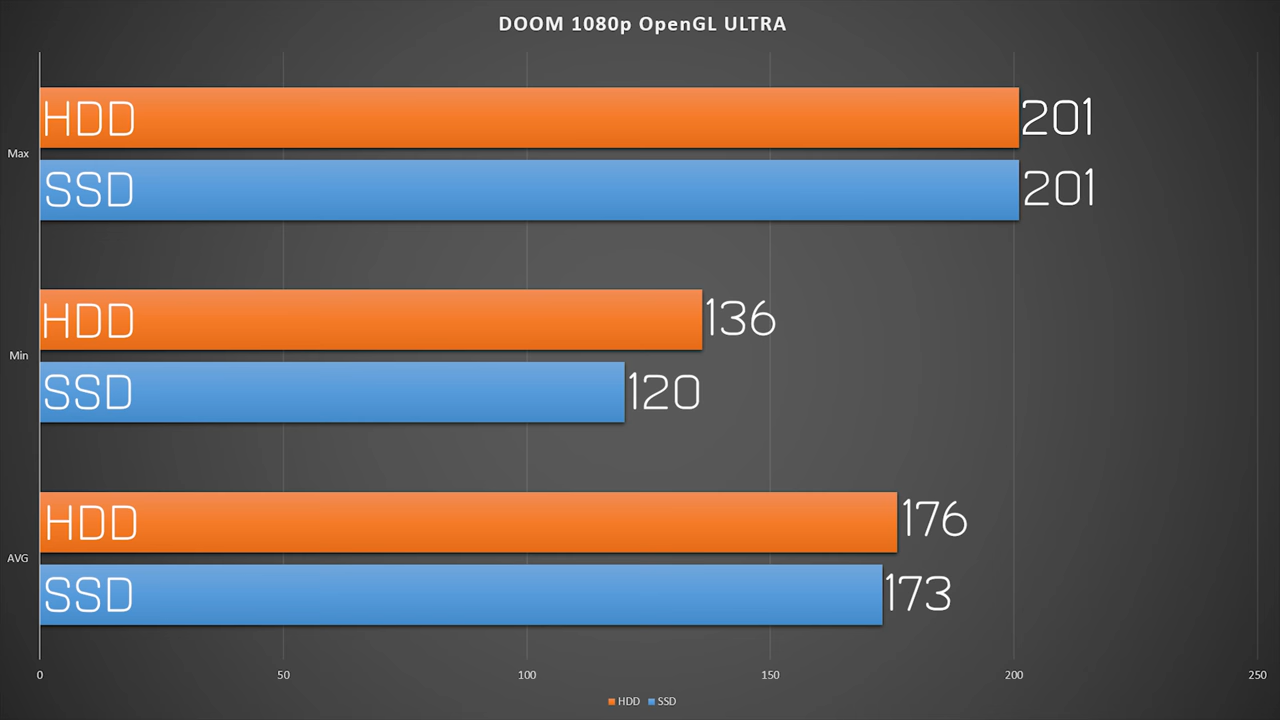 DOOM 1080p OpenGL ULTRA
HDD 201
Max
SSD 201
HDD 136
Min
SSD 120
HDD 176
AVG
SSD 173
0 50 100 150 200 250
HDD SSD